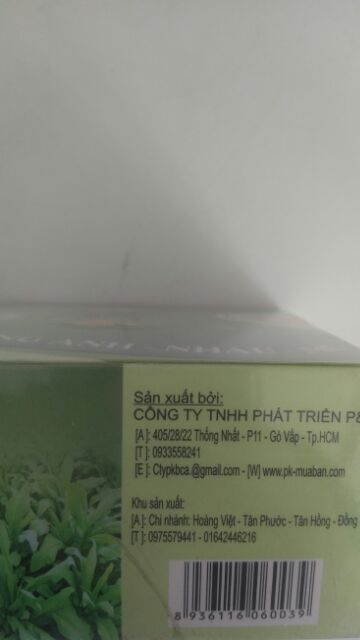 Sản xuất bởi:
CÔNG TY TNHH PHÁT TRIỂN P&
[A]: 405/28/22 Thống Nhất - P11 - Gò Vấp - Tp.HCM
[T]: 0933558241
[E]: Ctypkbca.@gmail.com - [W] www.pk-muaban.com
Khu sản xuất:
[A]: Chi nhánh: Hoàng Việt - Tân Phước - Tân Hồng - Đồng
[T]: 0975579441 - 01642446216
8 936116 060039